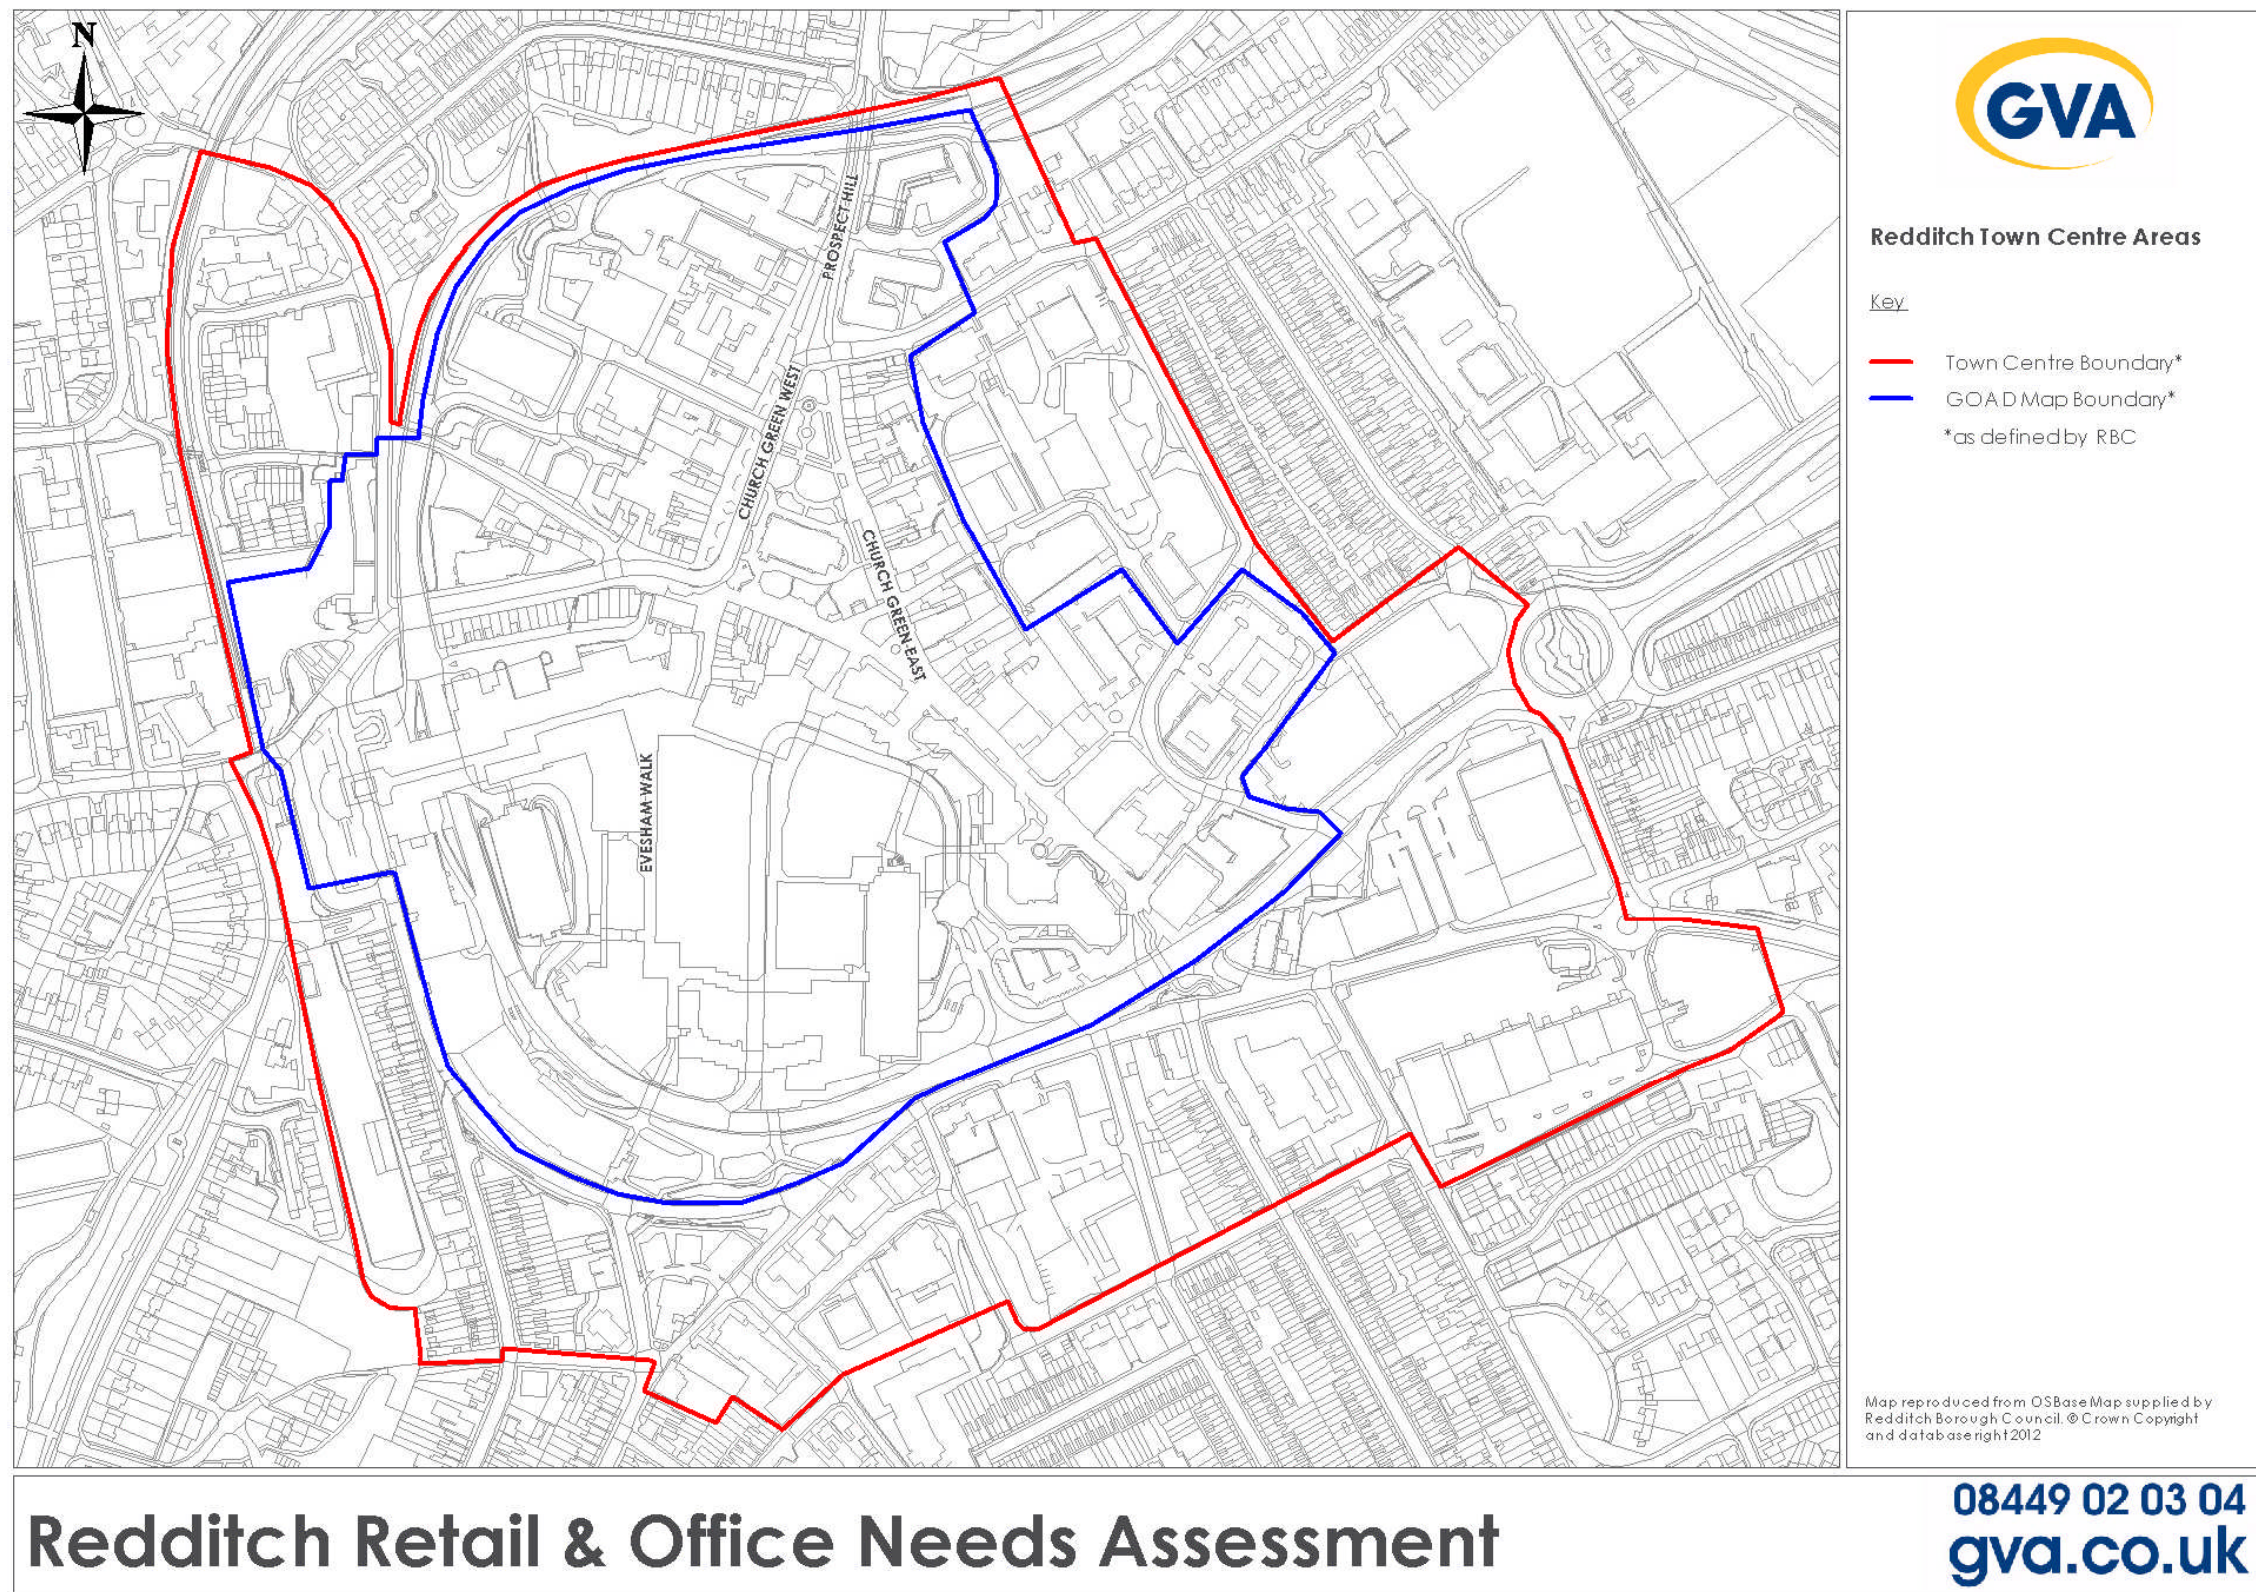 N
PROSPECT HILL
CHURCH GREEN WEST
CHURCH GREEN EAST
EVESHAM WALK
GVA
Redditch Town Centre Areas
Key
Town Centre Boundary*
GOAD Map Boundary*
*as defined by RBC
Map reproduced from OS Base Map supplied by
Redditch Borough Council. © Crown Copyright
and database right 2012
Redditch Retail & Office Needs Assessment
08449 02 03 04
gva.co.uk